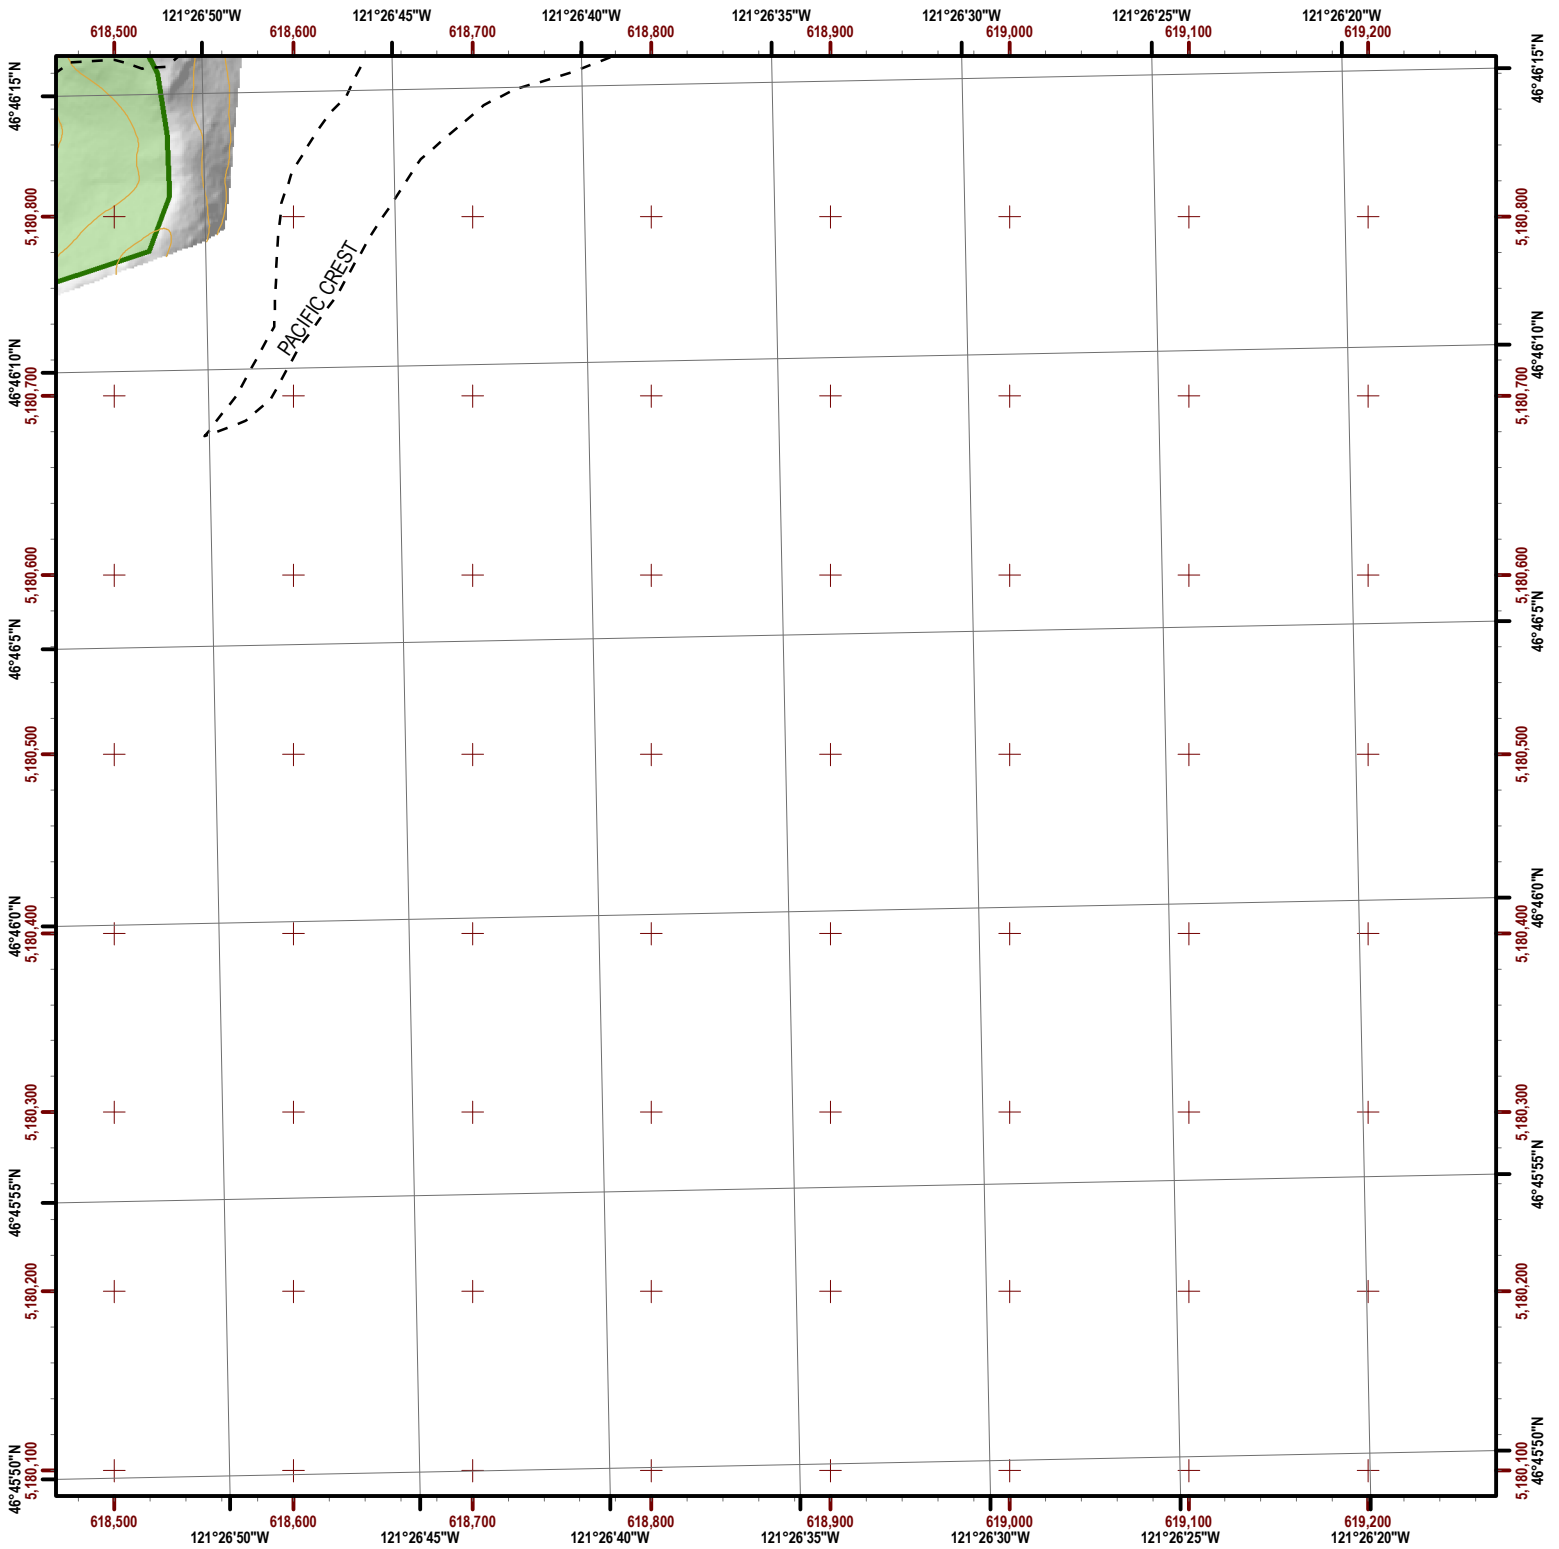 121°26'50"W 121°26'45"W 121°26'40"W 121°26'35"W 121°26'30"W 121°26'25"W 121°26'20"W
618,500 618,600 618,700 618,800 618,900 619,000 619,100 619,200
46°46'15"N
46°46'15"N
5,180,800
5,180,800
PACIFIC CREST
46°46'10"N
46°46'10"N
5,180,700
5,180,700
5,180,600
5,180,600
46°46'5"N
46°46'5"N
5,180,500
5,180,500
46°46'0"N
46°46'0"N
5,180,400
5,180,400
5,180,300
5,180,300
46°45'55"N
46°45'55"N
5,180,200
5,180,200
46°45'50"N
46°45'50"N
5,180,100
5,180,100
618,500 618,600 618,700 618,800 618,900 619,000 619,100 619,200
121°26'50"W 121°26'45"W 121°26'40"W 121°26'35"W 121°26'30"W 121°26'25"W 121°26'20"W